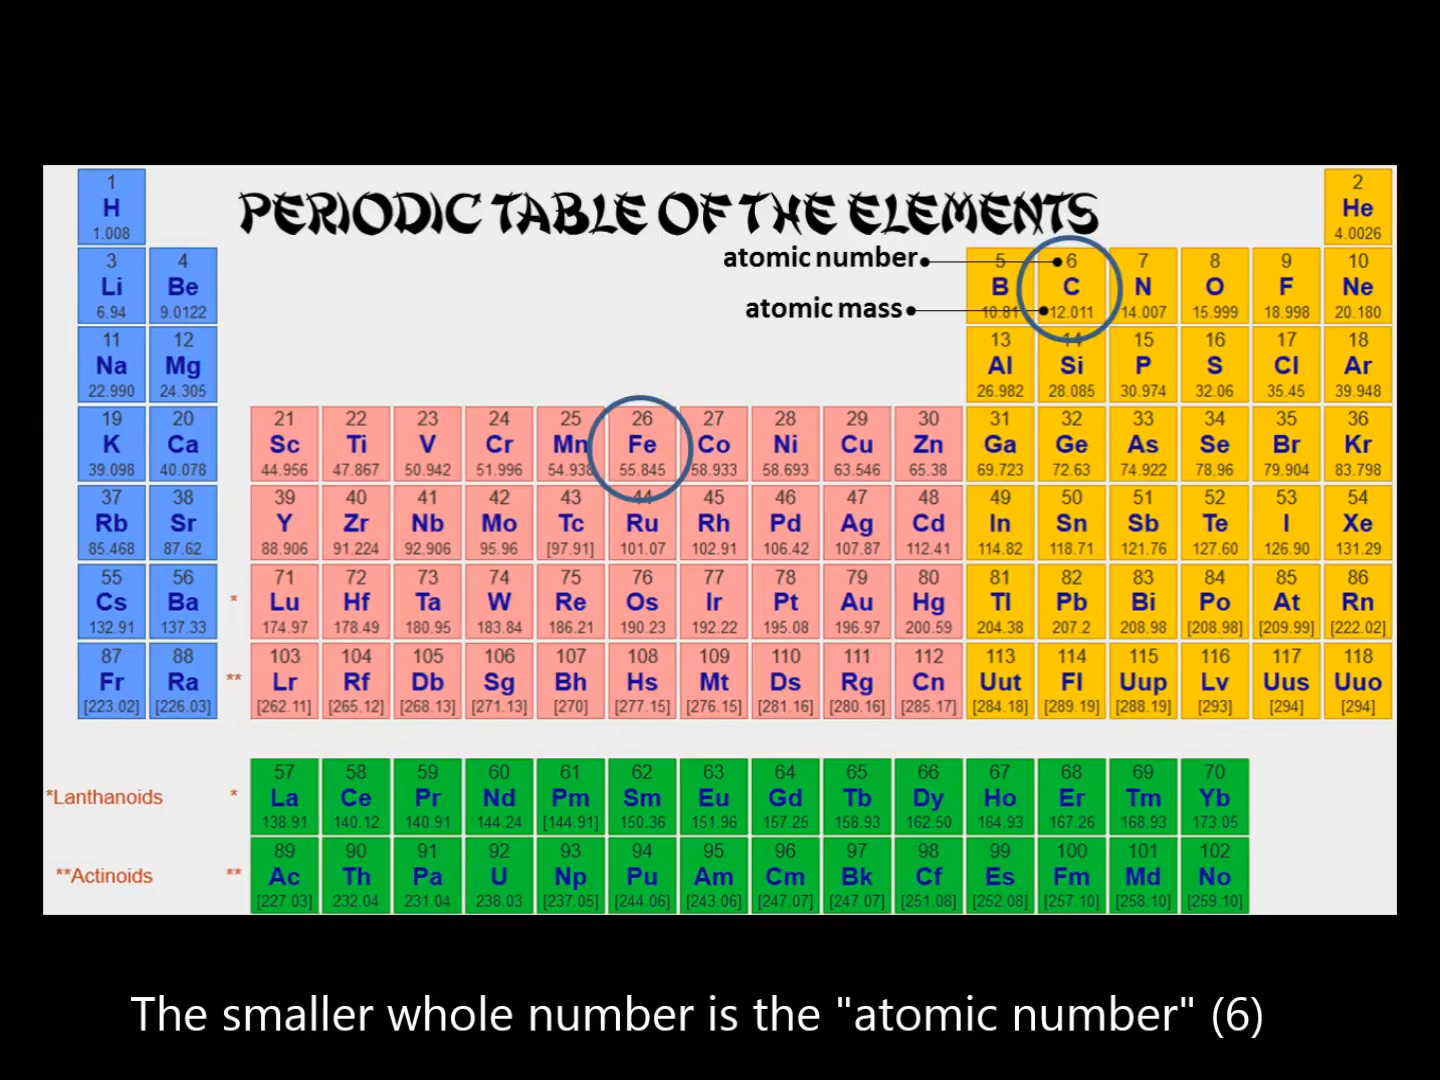 PERIODIC TABLE OF THE ELEMENTS
1 2
H He
1.008 4.0026
atomic number
3 4 5 6 7 8 9 10
Li Be B C N O F Ne
atomic mass
6.94 9.0122 10.81 12.011 14.007 15.999 18.998 20.180
11 12 13 14 15 16 17 18
Na Mg Al Si P S Cl Ar
22.990 24.305 26.982 28.085 30.974 32.06 35.45 39.948
19 20 21 22 23 24 25 26 27 28 29 30 31 32 33 34 35 36
K Ca Sc Ti V Cr Mn Fe Co Ni Cu Zn Ga Ge As Se Br Kr
39.098 40.078 44.956 47.867 50.942 51.996 54.938 55.845 58.933 58.693 63.546 65.38 69.723 72.63 74.922 78.96 79.904 83.798
37 38 39 40 41 42 43 44 45 46 47 48 49 50 51 52 53 54
Rb Sr Y Zr Nb Mo Tc Ru Rh Pd Ag Cd In Sn Sb Te I Xe
85.468 87.62 88.906 91.224 92.906 95.96 [97.91] 101.07 102.91 106.42 107.87 112.41 114.82 118.71 121.76 127.60 126.90 131.29
55 56 71 72 73 74 75 76 77 78 79 80 81 82 83 84 85 86
Cs Ba * Lu Hf Ta W Re Os Ir Pt Au Hg Tl Pb Bi Po At Rn
132.91 137.33 174.97 178.49 180.95 183.84 186.21 190.23 192.22 195.08 196.97 200.59 204.38 207.2 208.98 [208.98] [209.99] [222.02]
87 88 103 104 105 106 107 108 109 110 111 112 113 114 115 116 117 118
Fr Ra ** Lr Rf Db Sg Bh Hs Mt Ds Rg Cn Uut Fl Uup Lv Uus Uuo
[223.02] [226.03] [262.11] [265.12] [268.13] [271.13] [270] [277.15] [276.15] [281.16] [280.16] [285.17] [284.18] [289.19] [288.19] [293] [294] [294]
57 58 59 60 61 62 63 64 65 66 67 68 69 70
*Lanthanoids * La Ce Pr Nd Pm Sm Eu Gd Tb Dy Ho Er Tm Yb
138.91 140.12 140.91 144.24 [144.91] 150.36 151.96 157.25 158.93 162.50 164.93 167.26 168.93 173.05
89 90 91 92 93 94 95 96 97 98 99 100 101 102
**Actinoids ** Ac Th Pa U Np Pu Am Cm Bk Cf Es Fm Md No
[227.03] 232.04 231.04 238.03 [237.05] [244.06] [243.06] [247.07] [247.07] [251.08] [252.08] [257.10] [258.10] [259.10]
The smaller whole number is the "atomic number" (6)